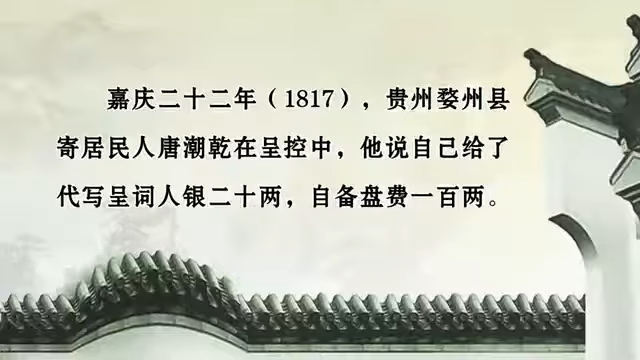 嘉庆二十二年（1817），贵州婺州县
寄居民人唐潮乾在呈控中，他说自己给了
代写呈词人银二十两，自备盘费一百两。